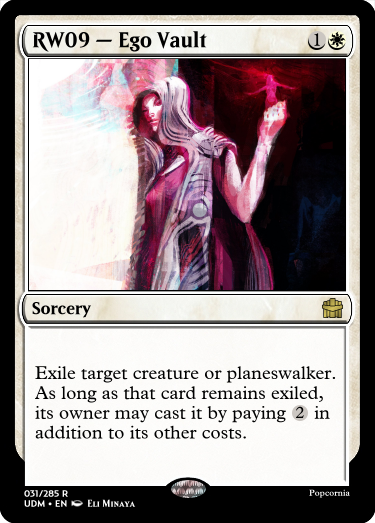 RW09 — Ego Vault
1
Sorcery
Exile target creature or planeswalker.
As long as that card remains exiled,
its owner may cast it by paying 2 in
addition to its other costs.
031/285 R
Popcornia
UDM • EN Eli Minaya